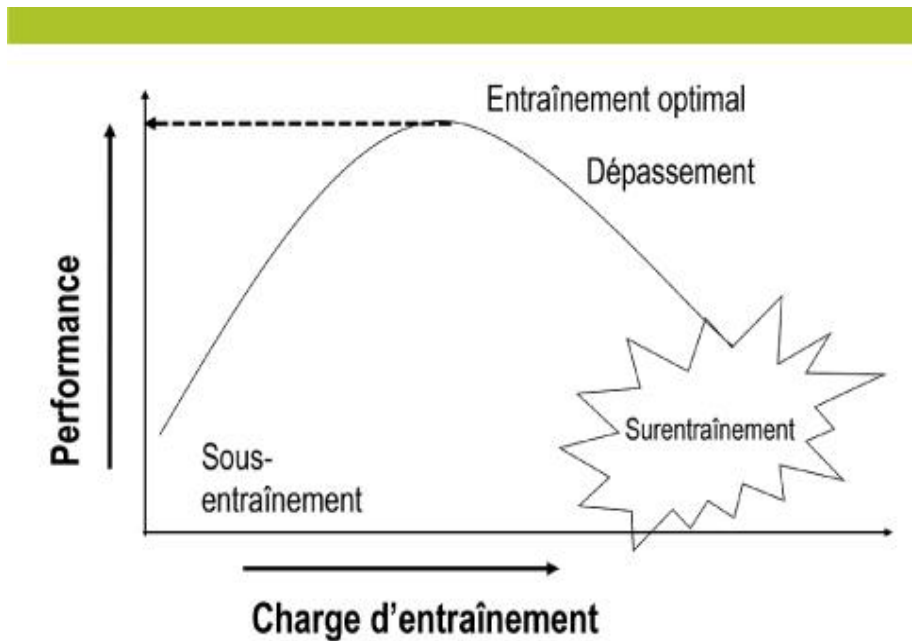 Entraînement optimal
Dépassement
Performance
Surentraînement
Sous-
entraînement
Charge d'entraînement